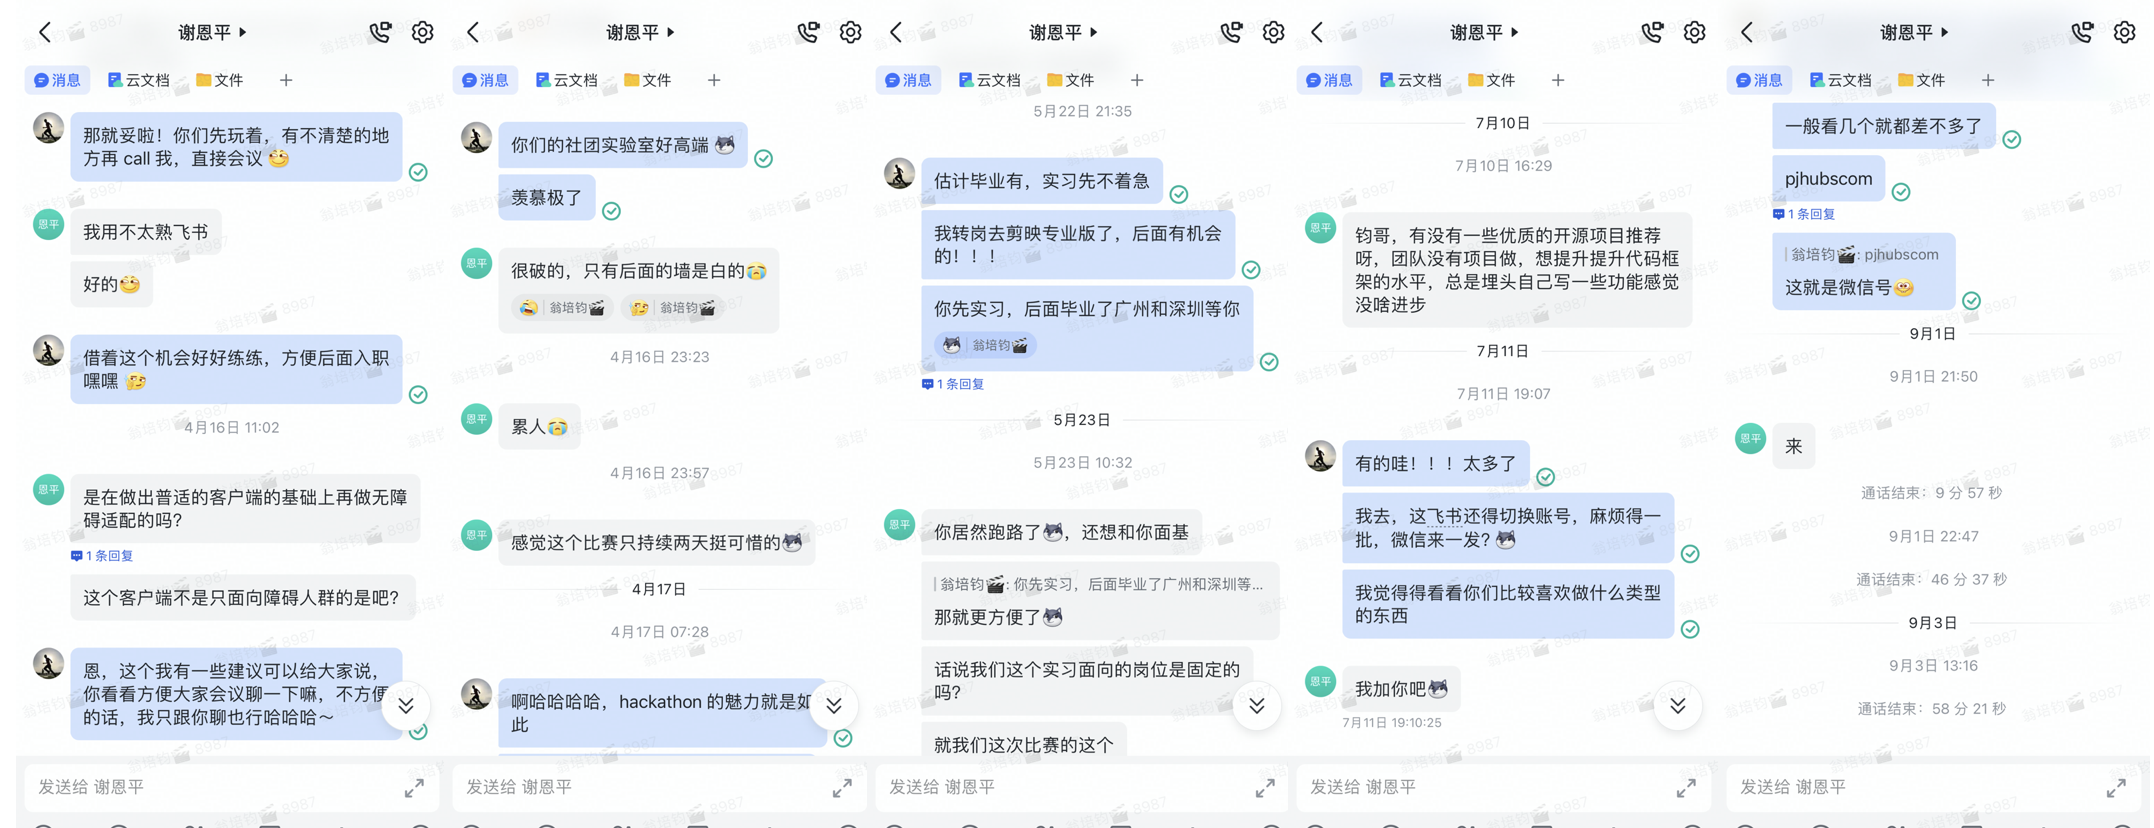 谢恩平
消息
云文档
文件
那就妥啦！你们先玩着，有不清楚的地
方再 call 我，直接会议
恩平
我用不太熟飞书
好的
借着这个机会好好练练，方便后面入职
嘿嘿
4月16日 11:02
恩平
是在做出普适的客户端的基础上再做无障
碍适配的吗？
1 条回复
这个客户端不是只面向障碍人群的是吧？
恩，这个我有一些建议可以给大家说，
你看看方便大家会议聊一下嘛，不方便
的话，我只跟你聊也行哈哈哈～
发送给 谢恩平
谢恩平
消息
云文档
文件
你们的社团实验室好高端
羡慕极了
恩平
很破的，只有后面的墙是白的
翁培钧
翁培钧
4月16日 23:23
恩平
累人
4月16日 23:57
恩平
感觉这个比赛只持续两天挺可惜的
4月17日
4月17日 07:28
啊哈哈哈哈，hackathon 的魅力就是如
此
发送给 谢恩平
谢恩平
消息
云文档
文件
5月22日 21:35
估计毕业有，实习先不着急
我转岗去剪映专业版了，后面有机会
的！！！
你先实习，后面毕业了广州和深圳等你
翁培钧
1 条回复
5月23日
5月23日 10:32
恩平
你居然跑路了，还想和你面基
翁培钧: 你先实习，后面毕业了广州和深圳等...
那就更方便了
话说我们这个实习面向的岗位是固定的
吗？
就我们这次比赛的这个
发送给 谢恩平
谢恩平
消息
云文档
文件
7月10日
7月10日 16:29
恩平
钧哥，有没有一些优质的开源项目推荐
呀，团队没有项目做，想提升提升代码框
架的水平，总是埋头自己写一些功能感觉
没啥进步
7月11日
7月11日 19:07
有的哇！！！太多了
我去，这飞书还得切换账号，麻烦得一
批，微信来一发？
我觉得得看看你们比较喜欢做什么类型
的东西
恩平
我加你吧
7月11日 19:10:25
发送给 谢恩平
谢恩平
消息
云文档
文件
一般看几个就都差不多了
pjhubscom
1 条回复
翁培钧: pjhubscom
这就是微信号
9月1日
9月1日 21:50
恩平
来
通话结束：9 分 57 秒
9月1日 22:47
通话结束：46 分 37 秒
9月3日
9月3日 13:16
通话结束：58 分 21 秒
发送给 谢恩平
翁培钧 8987